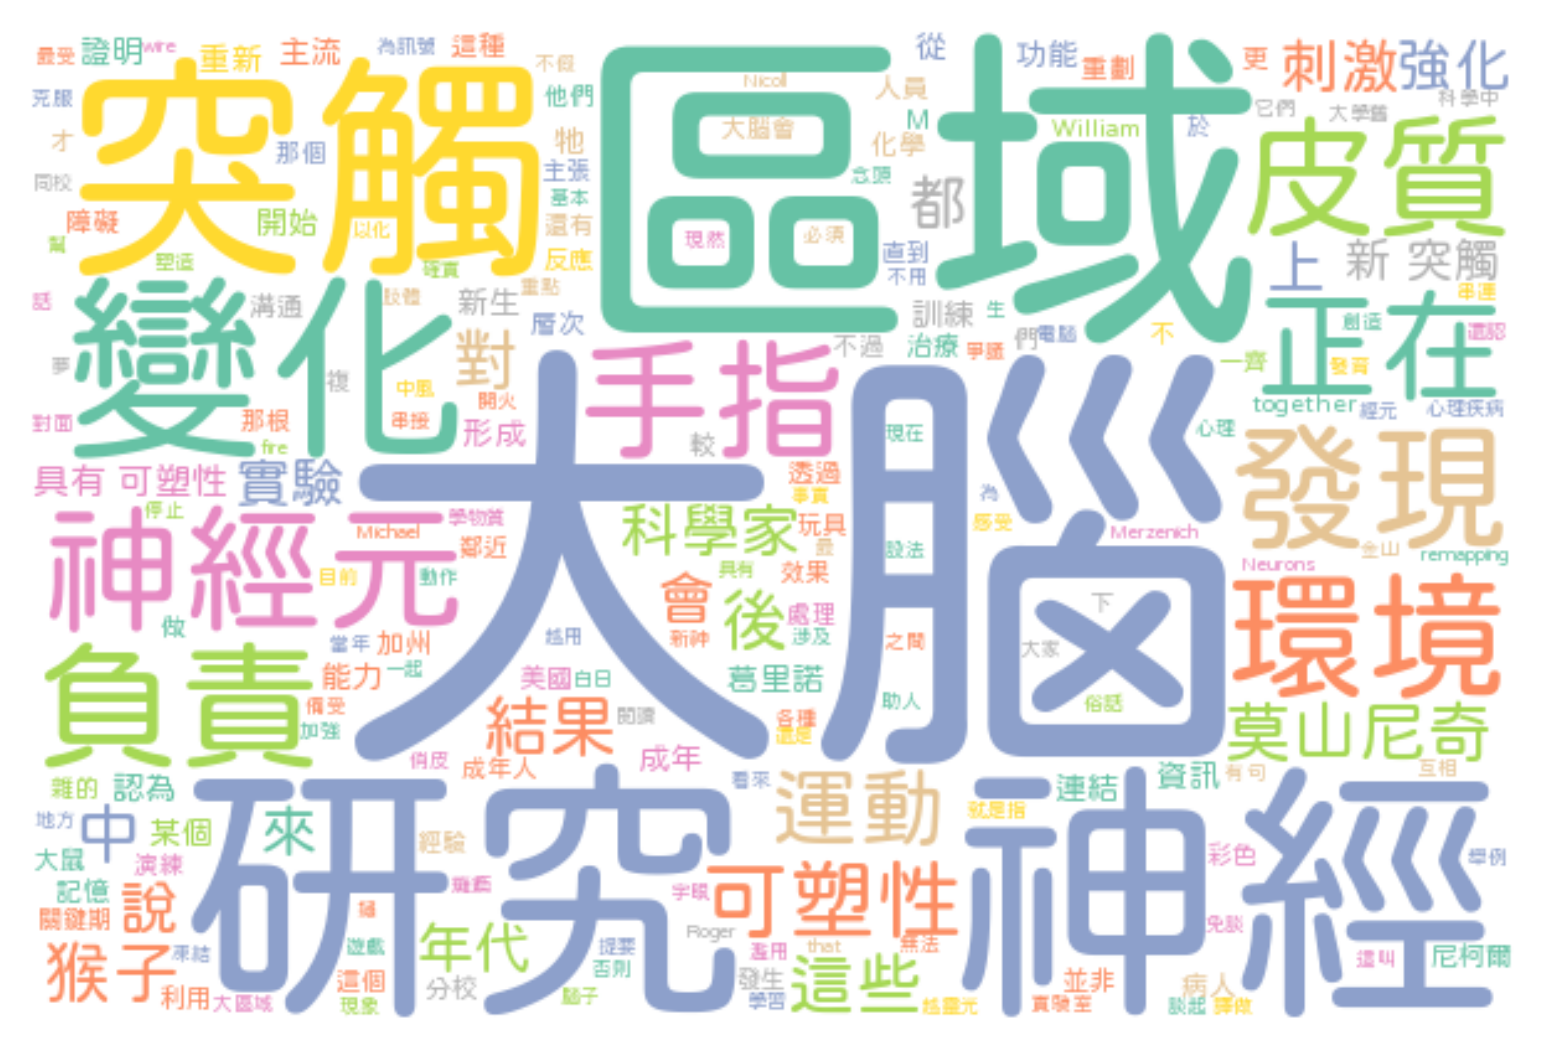 最受 證明 wire 重新 主流 為訊號 這種 不假 Nicoll 人員 從 功能 重劃 更 刺激 強化
克服 突觸 他們 區域 大腦會 M William 於 它們 大學醫 科學中
才 那個 牠 化學 皮質
同校 主張 基本 念頭 都
障礙 開始 以化 還有 現然 必須 直到 上 新 突觸
幫 塑造 確實 反應 不用 串連
話 變化 溝通 肢體 新生 重點 層次 訓練 生 正在 創造 還認
夢 複 對 手指 不過 治療 爭議 們 電腦 不 一齊 發育
中風 開火 together 經元 心理疾病
對面 那根 串接 形成 較 大腦 現在 心理
fire 發現
具有 可塑性 實驗 透過 事實 為
停止 Michael 學物質 科學家 玩具 感受 Merzenich
神經元 鄰近 最 設法 金山 remapping
目前 動作 具有 效果 Neurons
會 後 處理 下 環境
做 當年 加州 越用 新神 涉及 之間 大家
負責 能力 一起 美國 白日 葛里諾 助人 俗話
備受 加強 結果 閱讀 各種 還是 莫山尼奇
俏皮 成年人 成年
雜的 認為 研究 看來 運動 就是指 連結 資訊 有句 互相
地方 中 某個 來 經驗 神經
大鼠 演練 彩色 舉例
記憶 說 癱瘓 字眼 可塑性
關鍵期 貓 年代 Roger 免談
猴子 凍結 遊戲 提要 濫用 that 無法 這叫 尼柯爾
否則 這個 分校 發生 這些 並非 病人
利用 大區域 現象 腦子 學習 越靈元 實驗室 談起 譯做